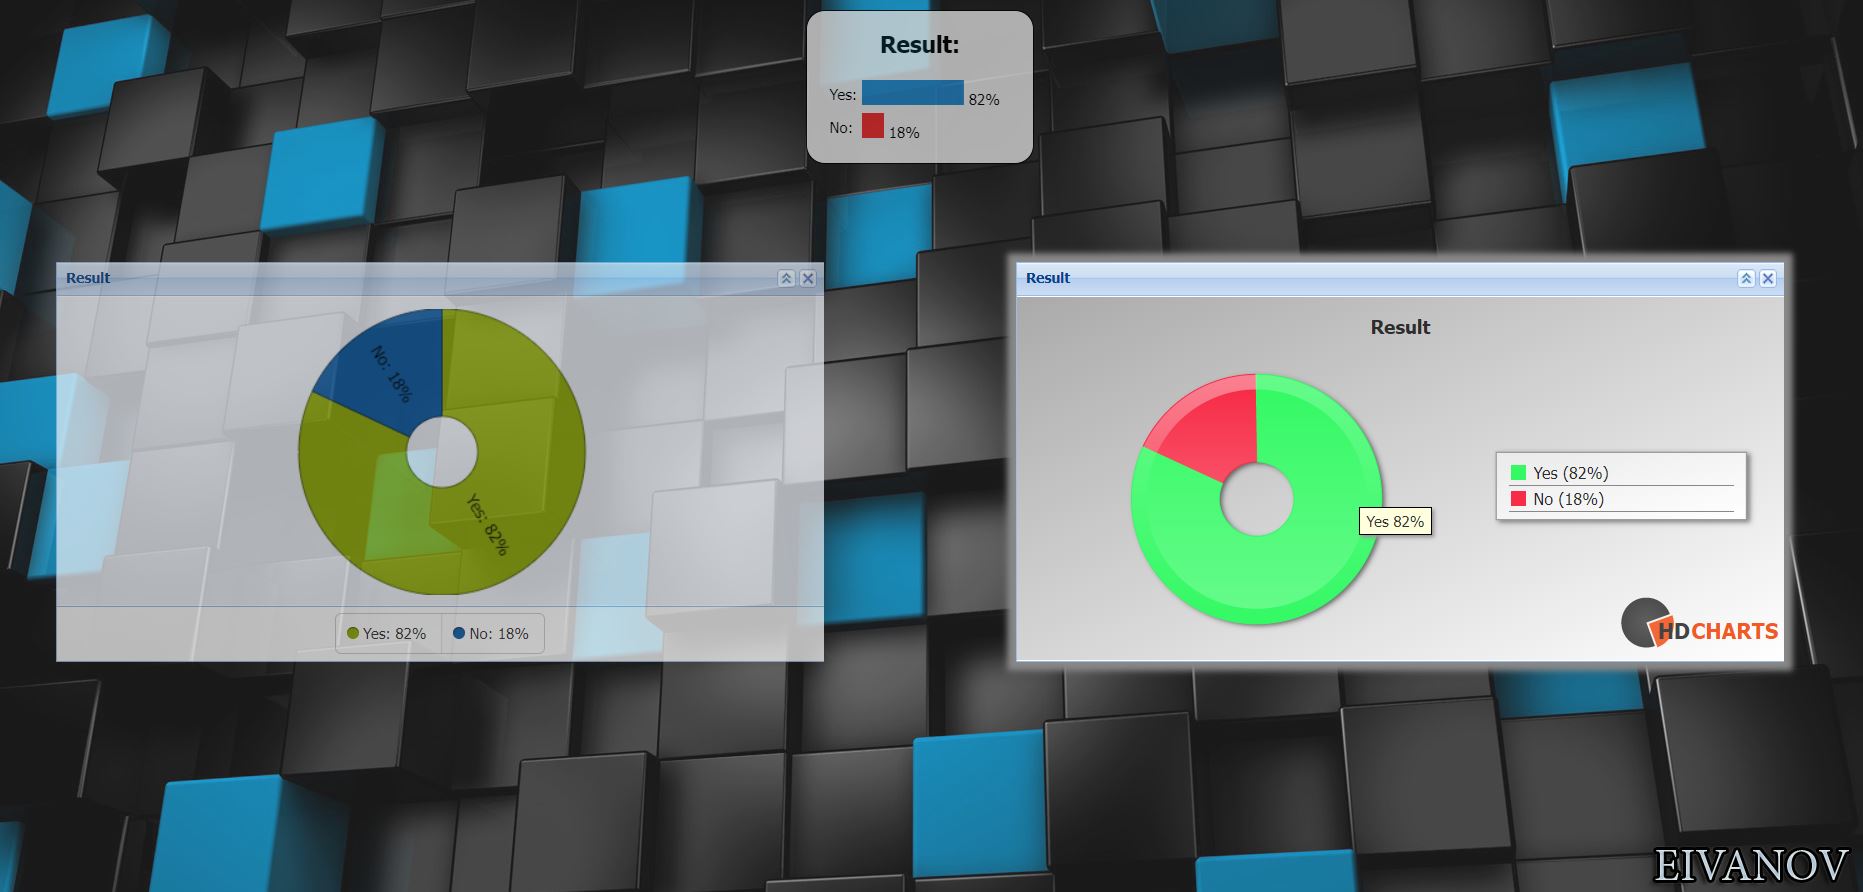 Result:
Yes: 82%
No: 18%
Result
No: 18%
Yes: 82%
Yes: 82% No: 18%
Result
Result
Yes (82%)
No (18%)
Yes 82%
HDCHARTS
EIVANOV